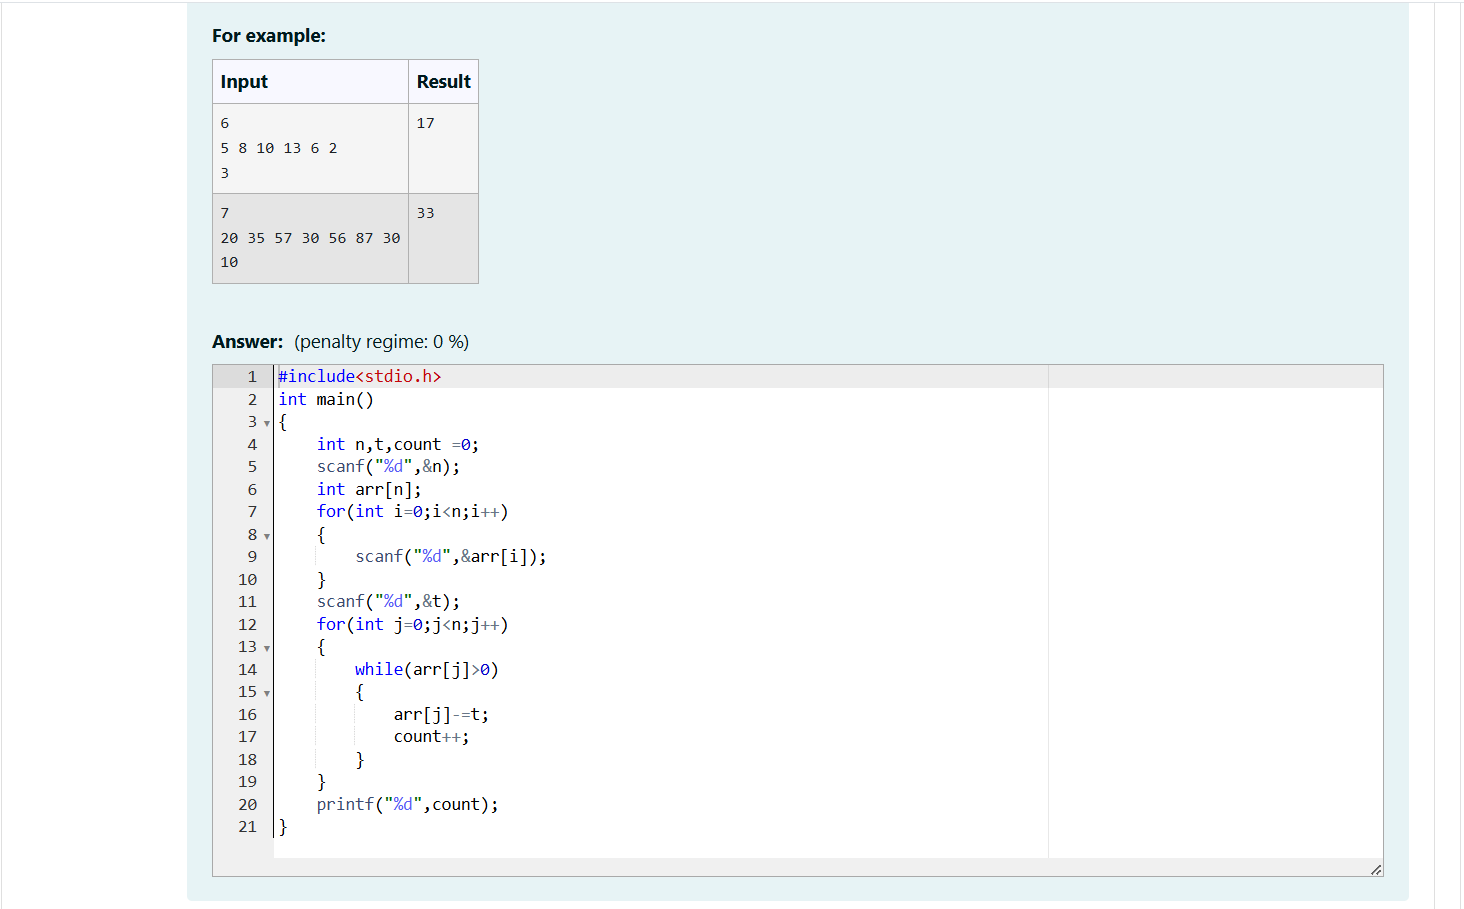 For example:
Input Result
6 17
5 8 10 13 6 2
3
7 33
20 35 57 30 56 87 30
10
Answer: (penalty regime: 0 %)
1 #include<stdio.h>
2 int main()
3 {
4     int n,t,count =0;
5     scanf("%d",&n);
6     int arr[n];
7     for(int i=0;i<n;i++)
8     {
9         scanf("%d",&arr[i]);
10     }
11     scanf("%d",&t);
12     for(int j=0;j<n;j++)
13     {
14         while(arr[j]>0)
15         {
16             arr[j]-=t;
17             count++;
18         }
19     }
20     printf("%d",count);
21 }